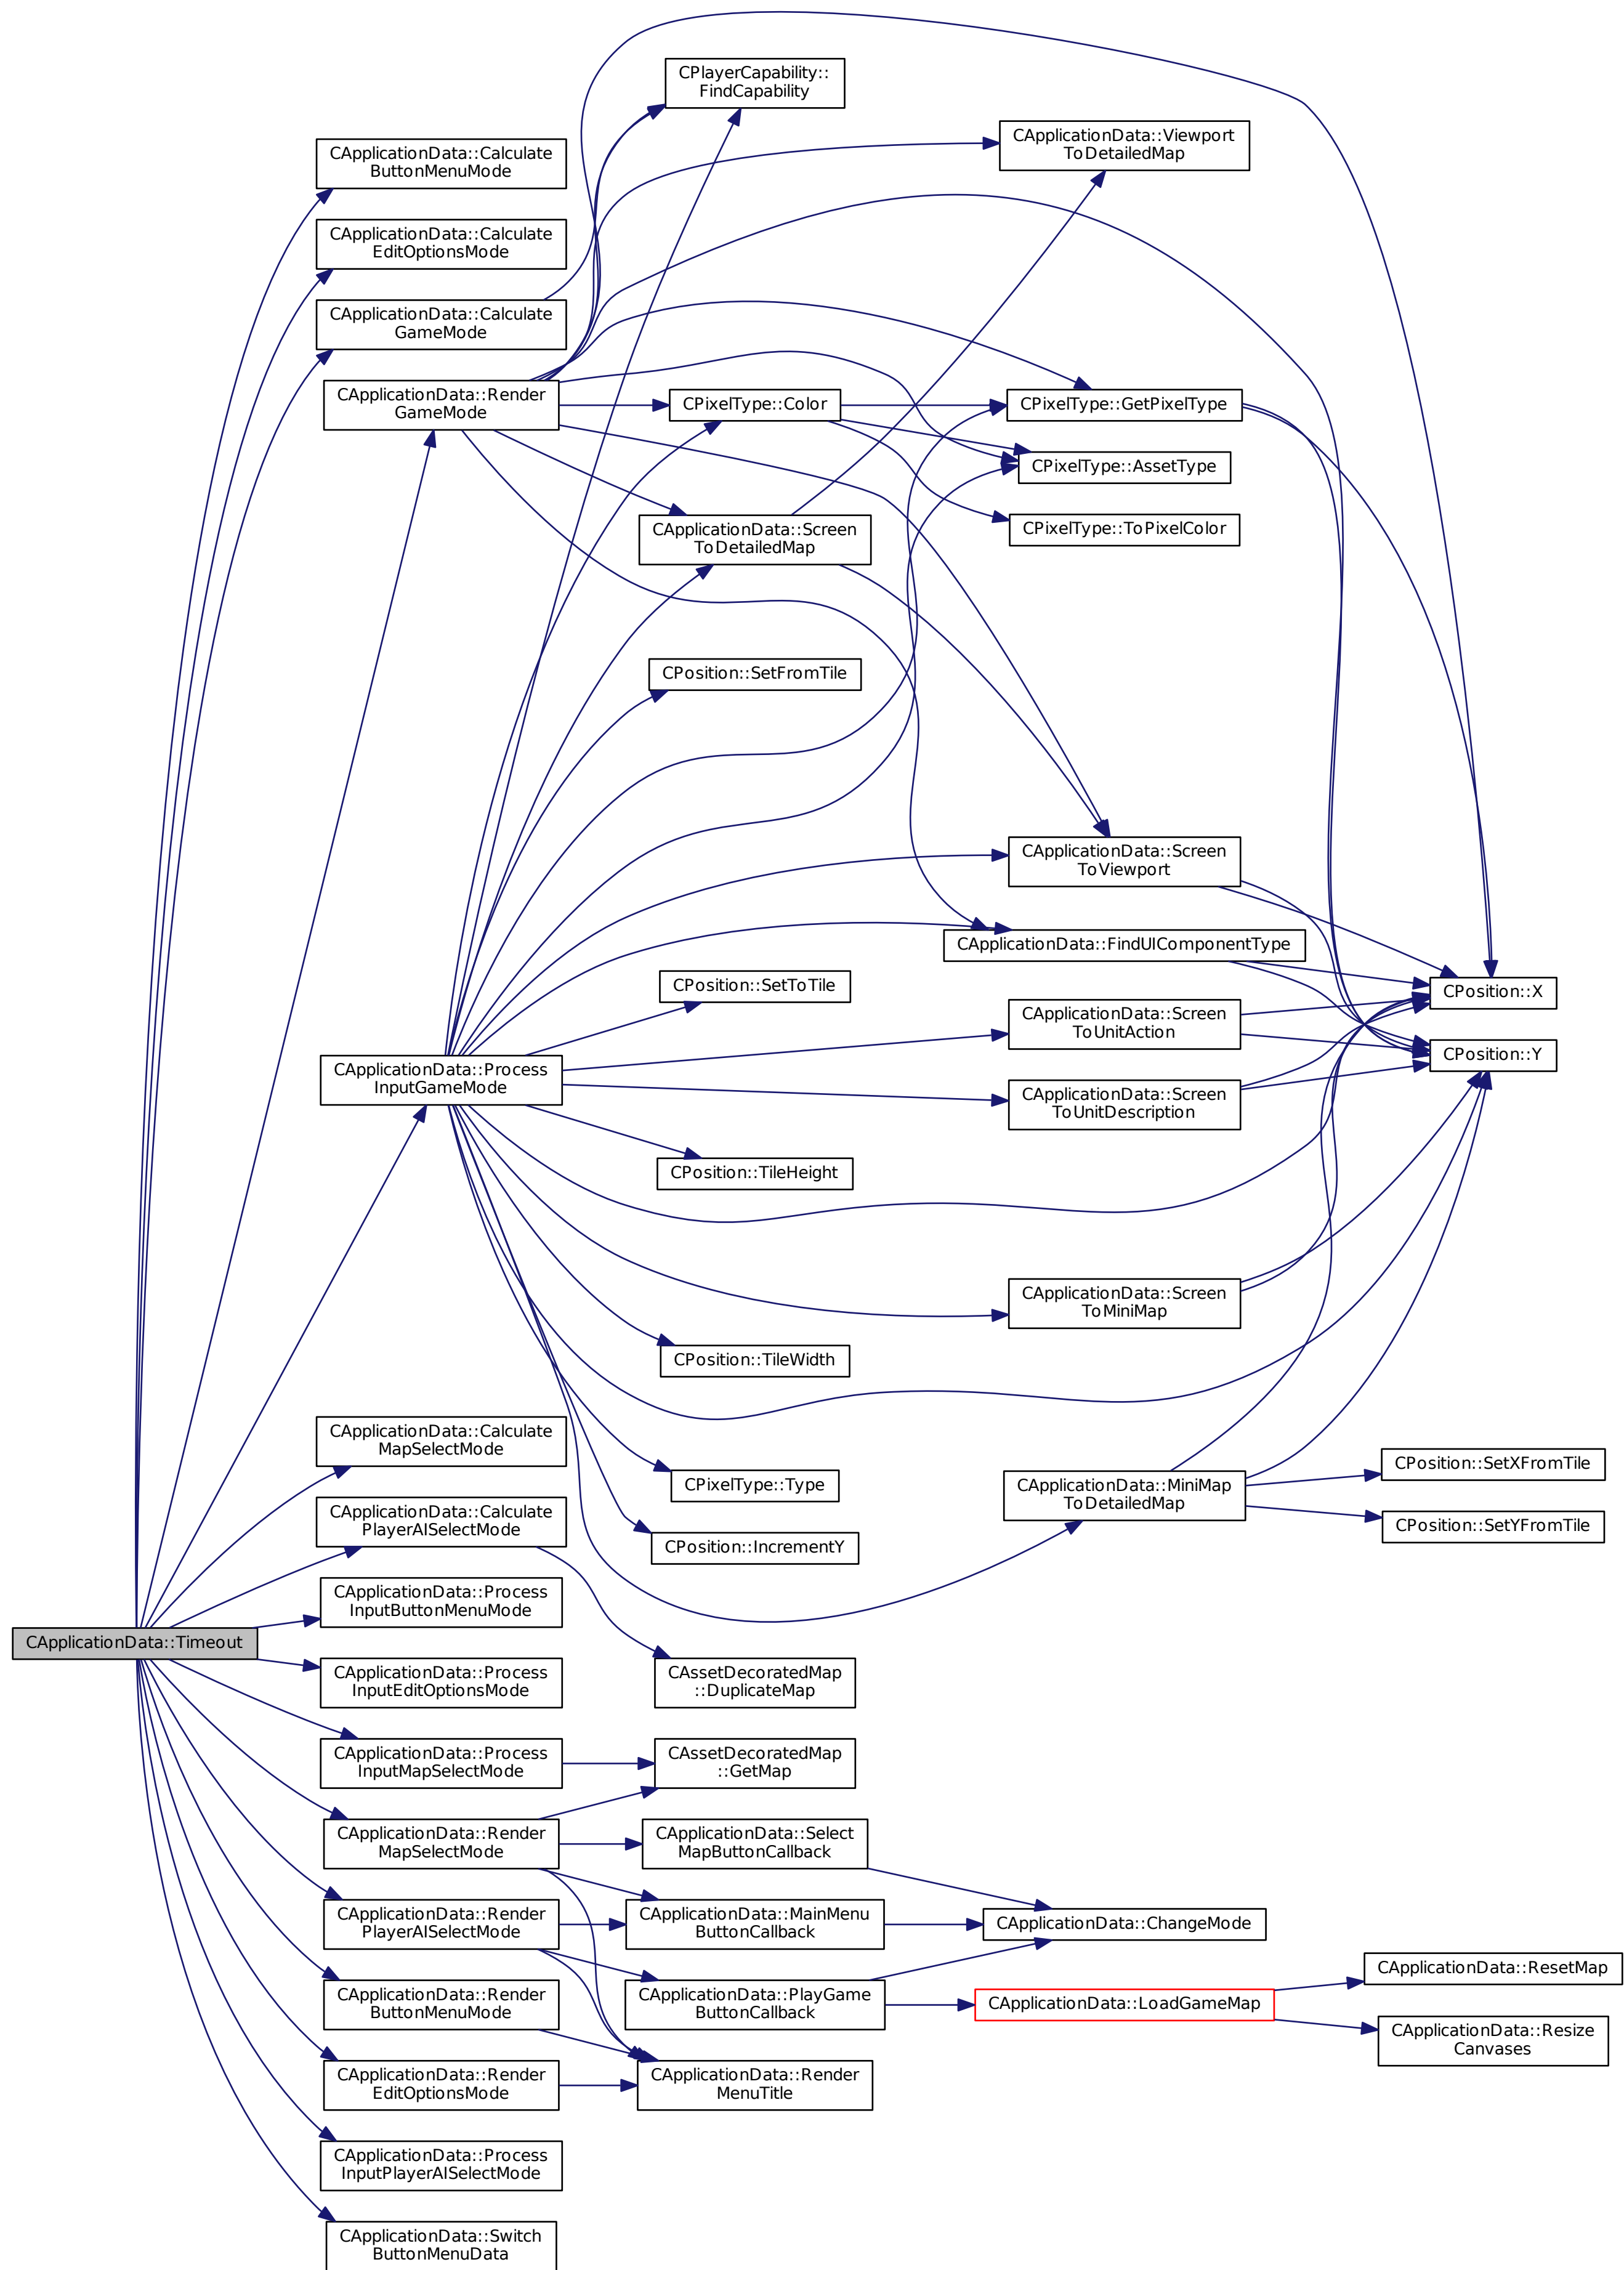 CPlayerCapability::
FindCapability
CApplicationData::Viewport
ToDetailedMap
CApplicationData::Calculate
ButtonMenuMode
CApplicationData::Calculate
EditOptionsMode
CApplicationData::Calculate
GameMode
CApplicationData::Render
GameMode
CPixelType::Color
CPixelType::GetPixelType
CPixelType::AssetType
CPixelType::ToPixelColor
CApplicationData::Screen
ToDetailedMap
CPosition::SetFromTile
CApplicationData::Screen
ToViewport
CApplicationData::FindUIComponentType
CPosition::SetToTile
CPosition::X
CApplicationData::Screen
ToUnitAction
CPosition::Y
CApplicationData::Process
InputGameMode
CApplicationData::Screen
ToUnitDescription
CPosition::TileHeight
CApplicationData::Screen
ToMiniMap
CPosition::TileWidth
CApplicationData::Calculate
MapSelectMode
CPixelType::Type
CApplicationData::MiniMap
ToDetailedMap
CPosition::SetXFromTile
CPosition::SetYFromTile
CApplicationData::Calculate
PlayerAISelectMode
CPosition::IncrementY
CApplicationData::Process
InputButtonMenuMode
CApplicationData::Timeout
CApplicationData::Process
InputEditOptionsMode
CAssetDecoratedMap
::DuplicateMap
CApplicationData::Process
InputMapSelectMode
CAssetDecoratedMap
::GetMap
CApplicationData::Render
MapSelectMode
CApplicationData::Select
MapButtonCallback
CApplicationData::Render
PlayerAISelectMode
CApplicationData::MainMenu
ButtonCallback
CApplicationData::ChangeMode
CApplicationData::Render
ButtonMenuMode
CApplicationData::PlayGame
ButtonCallback
CApplicationData::LoadGameMap
CApplicationData::ResetMap
CApplicationData::Resize
Canvases
CApplicationData::Render
EditOptionsMode
CApplicationData::Render
MenuTitle
CApplicationData::Process
InputPlayerAISelectMode
CApplicationData::Switch
ButtonMenuData